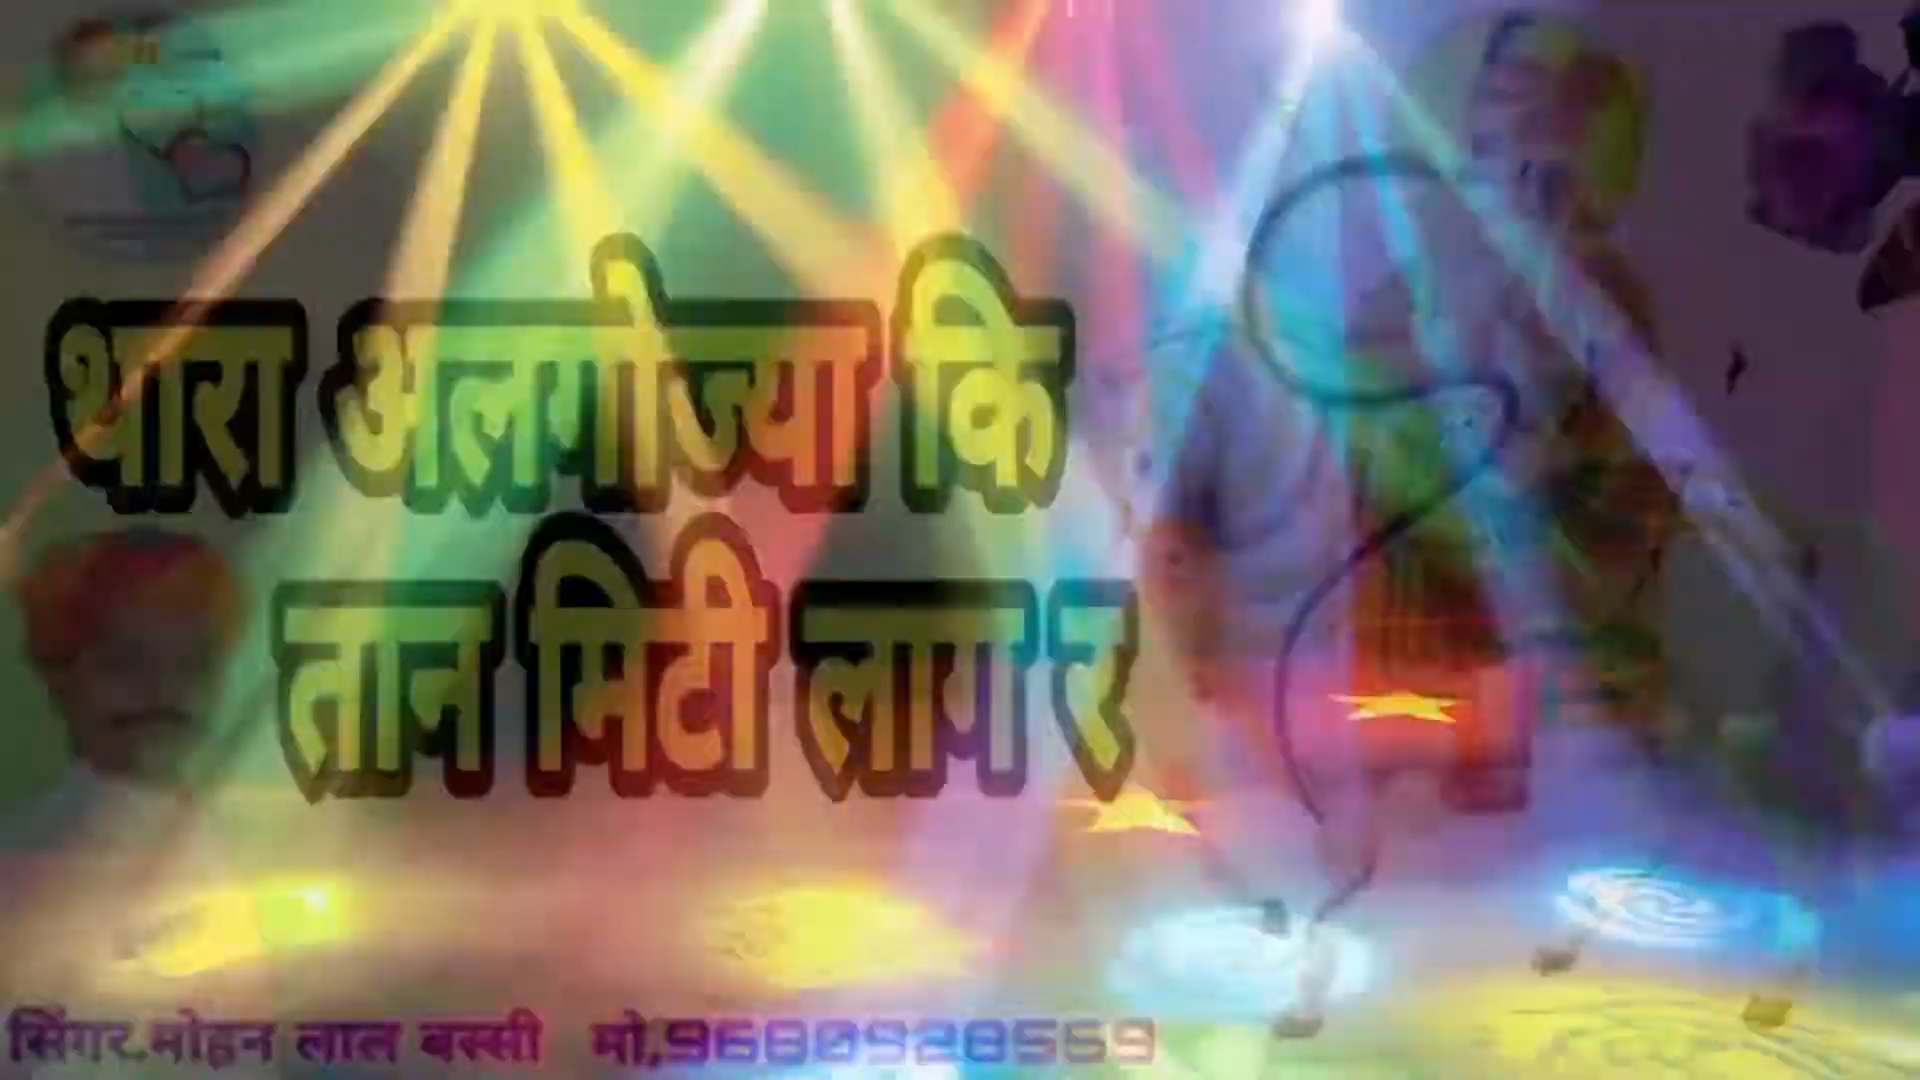 थारा अलगोज्या कि
तान मिटी लाग र
सिंगर.मोहन लाल बस्सी मो,9680928559